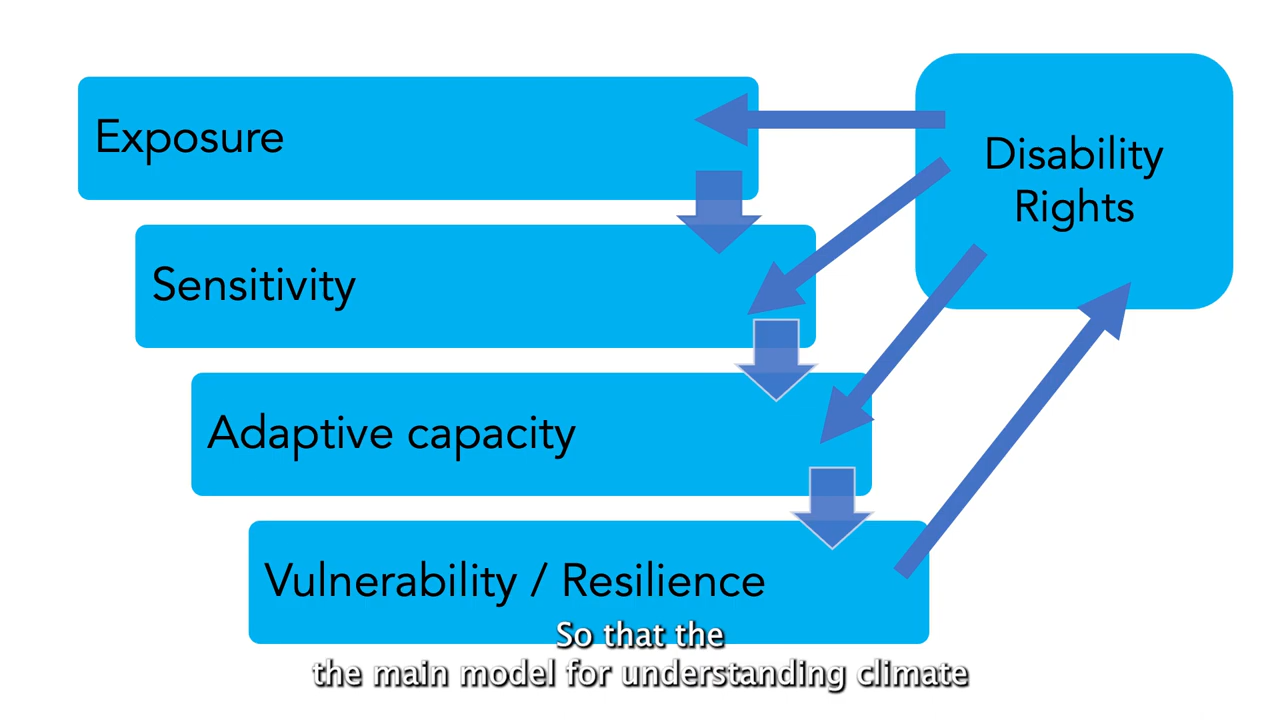 Exposure
Disability
Rights
Sensitivity
Adaptive capacity
Vulnerability / Resilience
So that the
the main model for understanding climate